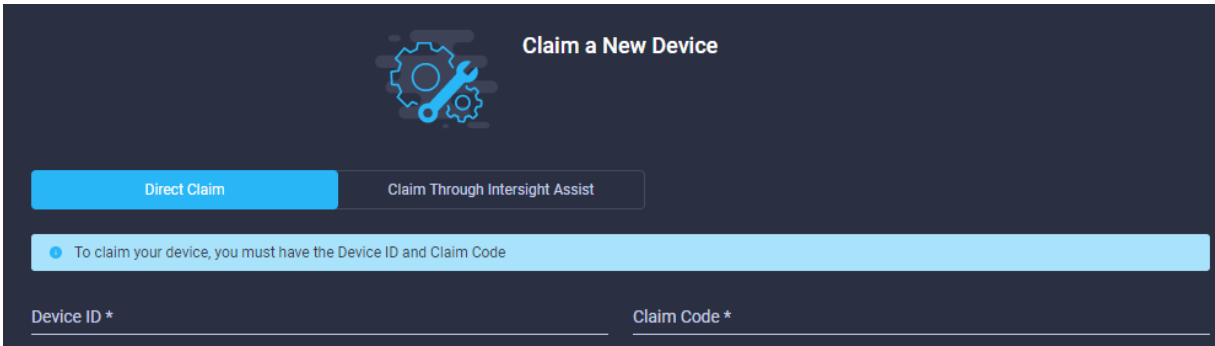 Claim a New Device
Direct Claim
Claim Through Intersight Assist
To claim your device, you must have the Device ID and Claim Code
Device ID *
Claim Code *